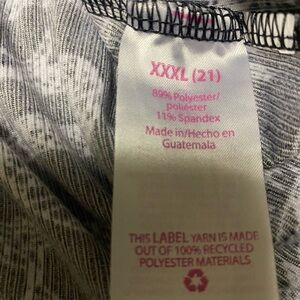 XXXL (21)
89% Polyester/
poliéster
11% Spandex
Made in/Hecho en
Guatemala
THIS LABEL YARN IS MADE
OUT OF 100% RECYCLED
POLYESTER MATERIALS